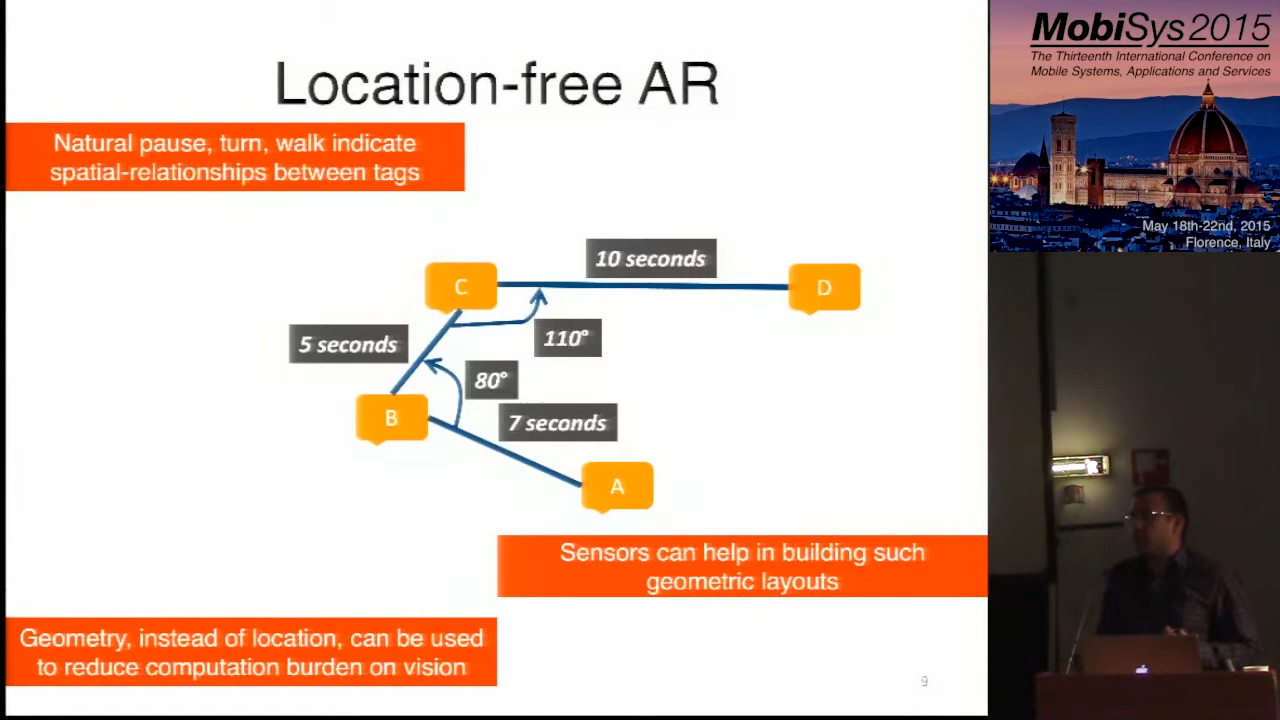 Location-free AR
Natural pause, turn, walk indicate
spatial-relationships between tags
10 seconds
C
D
5 seconds
110°
80°
B
7 seconds
A
Sensors can help in building such
geometric layouts
Geometry, instead of location, can be used
to reduce computation burden on vision
9
MobiSys 2015
The Thirteenth International Conference on
Mobile Systems, Applications and Services
May 18th-22nd, 2015
Florence, Italy